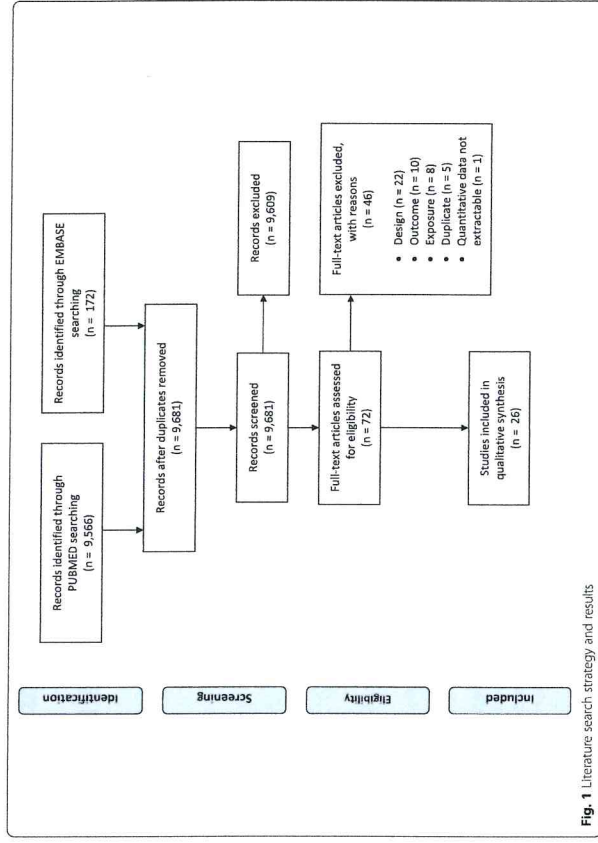 Identification
Records identified through
PUBMED searching
(n = 9,566)
Records identified through EMBASE
searching
(n = 172)
Records after duplicates removed
(n = 9,681)
Screening
Records screened
(n = 9,681)
Records excluded
(n = 9,609)
Eligibility
Full-text articles assessed
for eligibility
(n = 72)
Full-text articles excluded,
with reasons
(n = 46)
• Design (n = 22)
• Outcome (n = 10)
• Exposure (n = 8)
• Duplicate (n = 5)
• Quantitative data not
extractable (n = 1)
Included
Studies included in
qualitative synthesis
(n = 26)
Fig. 1 Literature search strategy and results